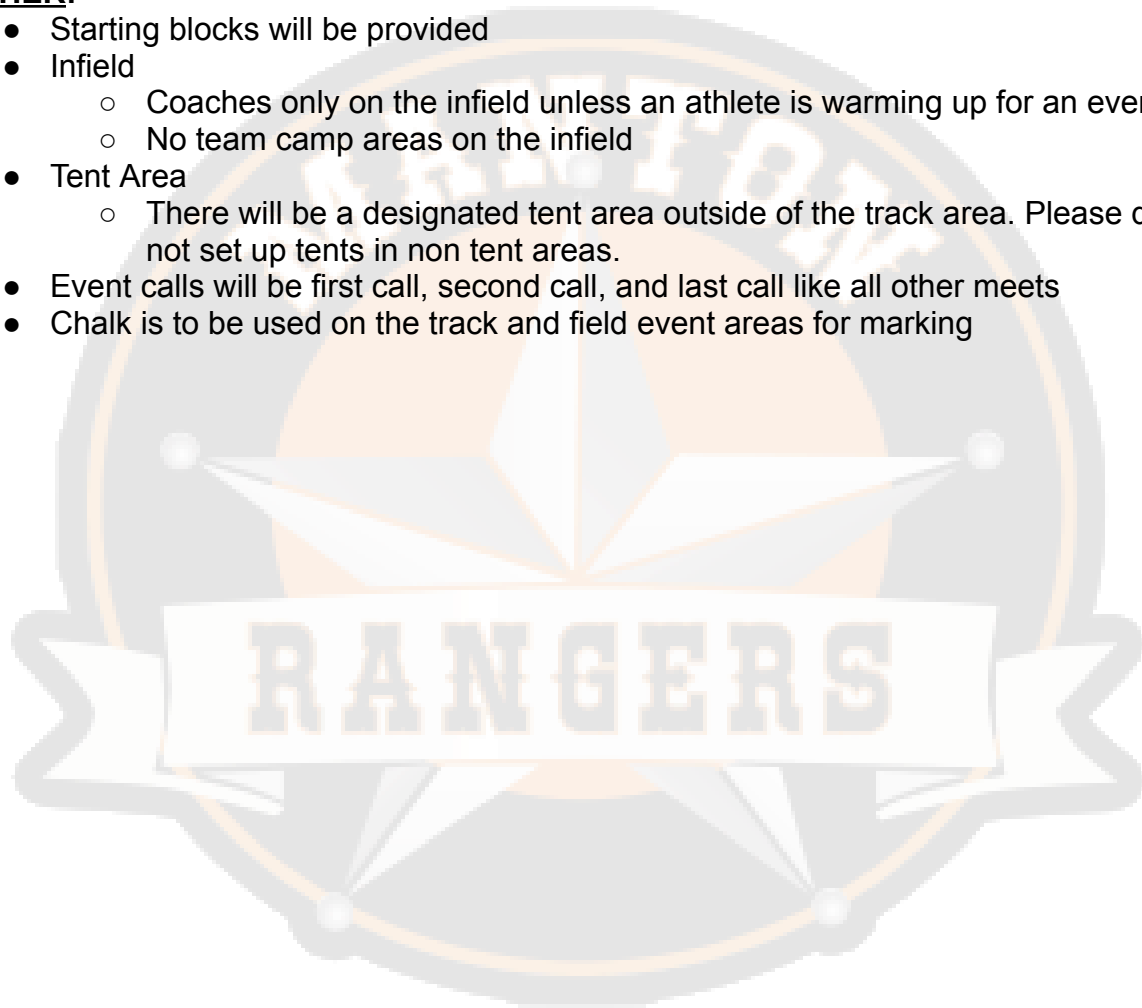 ● Starting blocks will be provided
● Infield
○ Coaches only on the infield unless an athlete is warming up for an
○ No team camp areas on the infield
● Tent Area
○ There will be a designated tent area outside of the track area. Please
not set up tents in non tent areas.
● Event calls will be first call, second call, and last call like all other meets
● Chalk is to be used on the track and field event areas for marking
MANTON
RANGERS